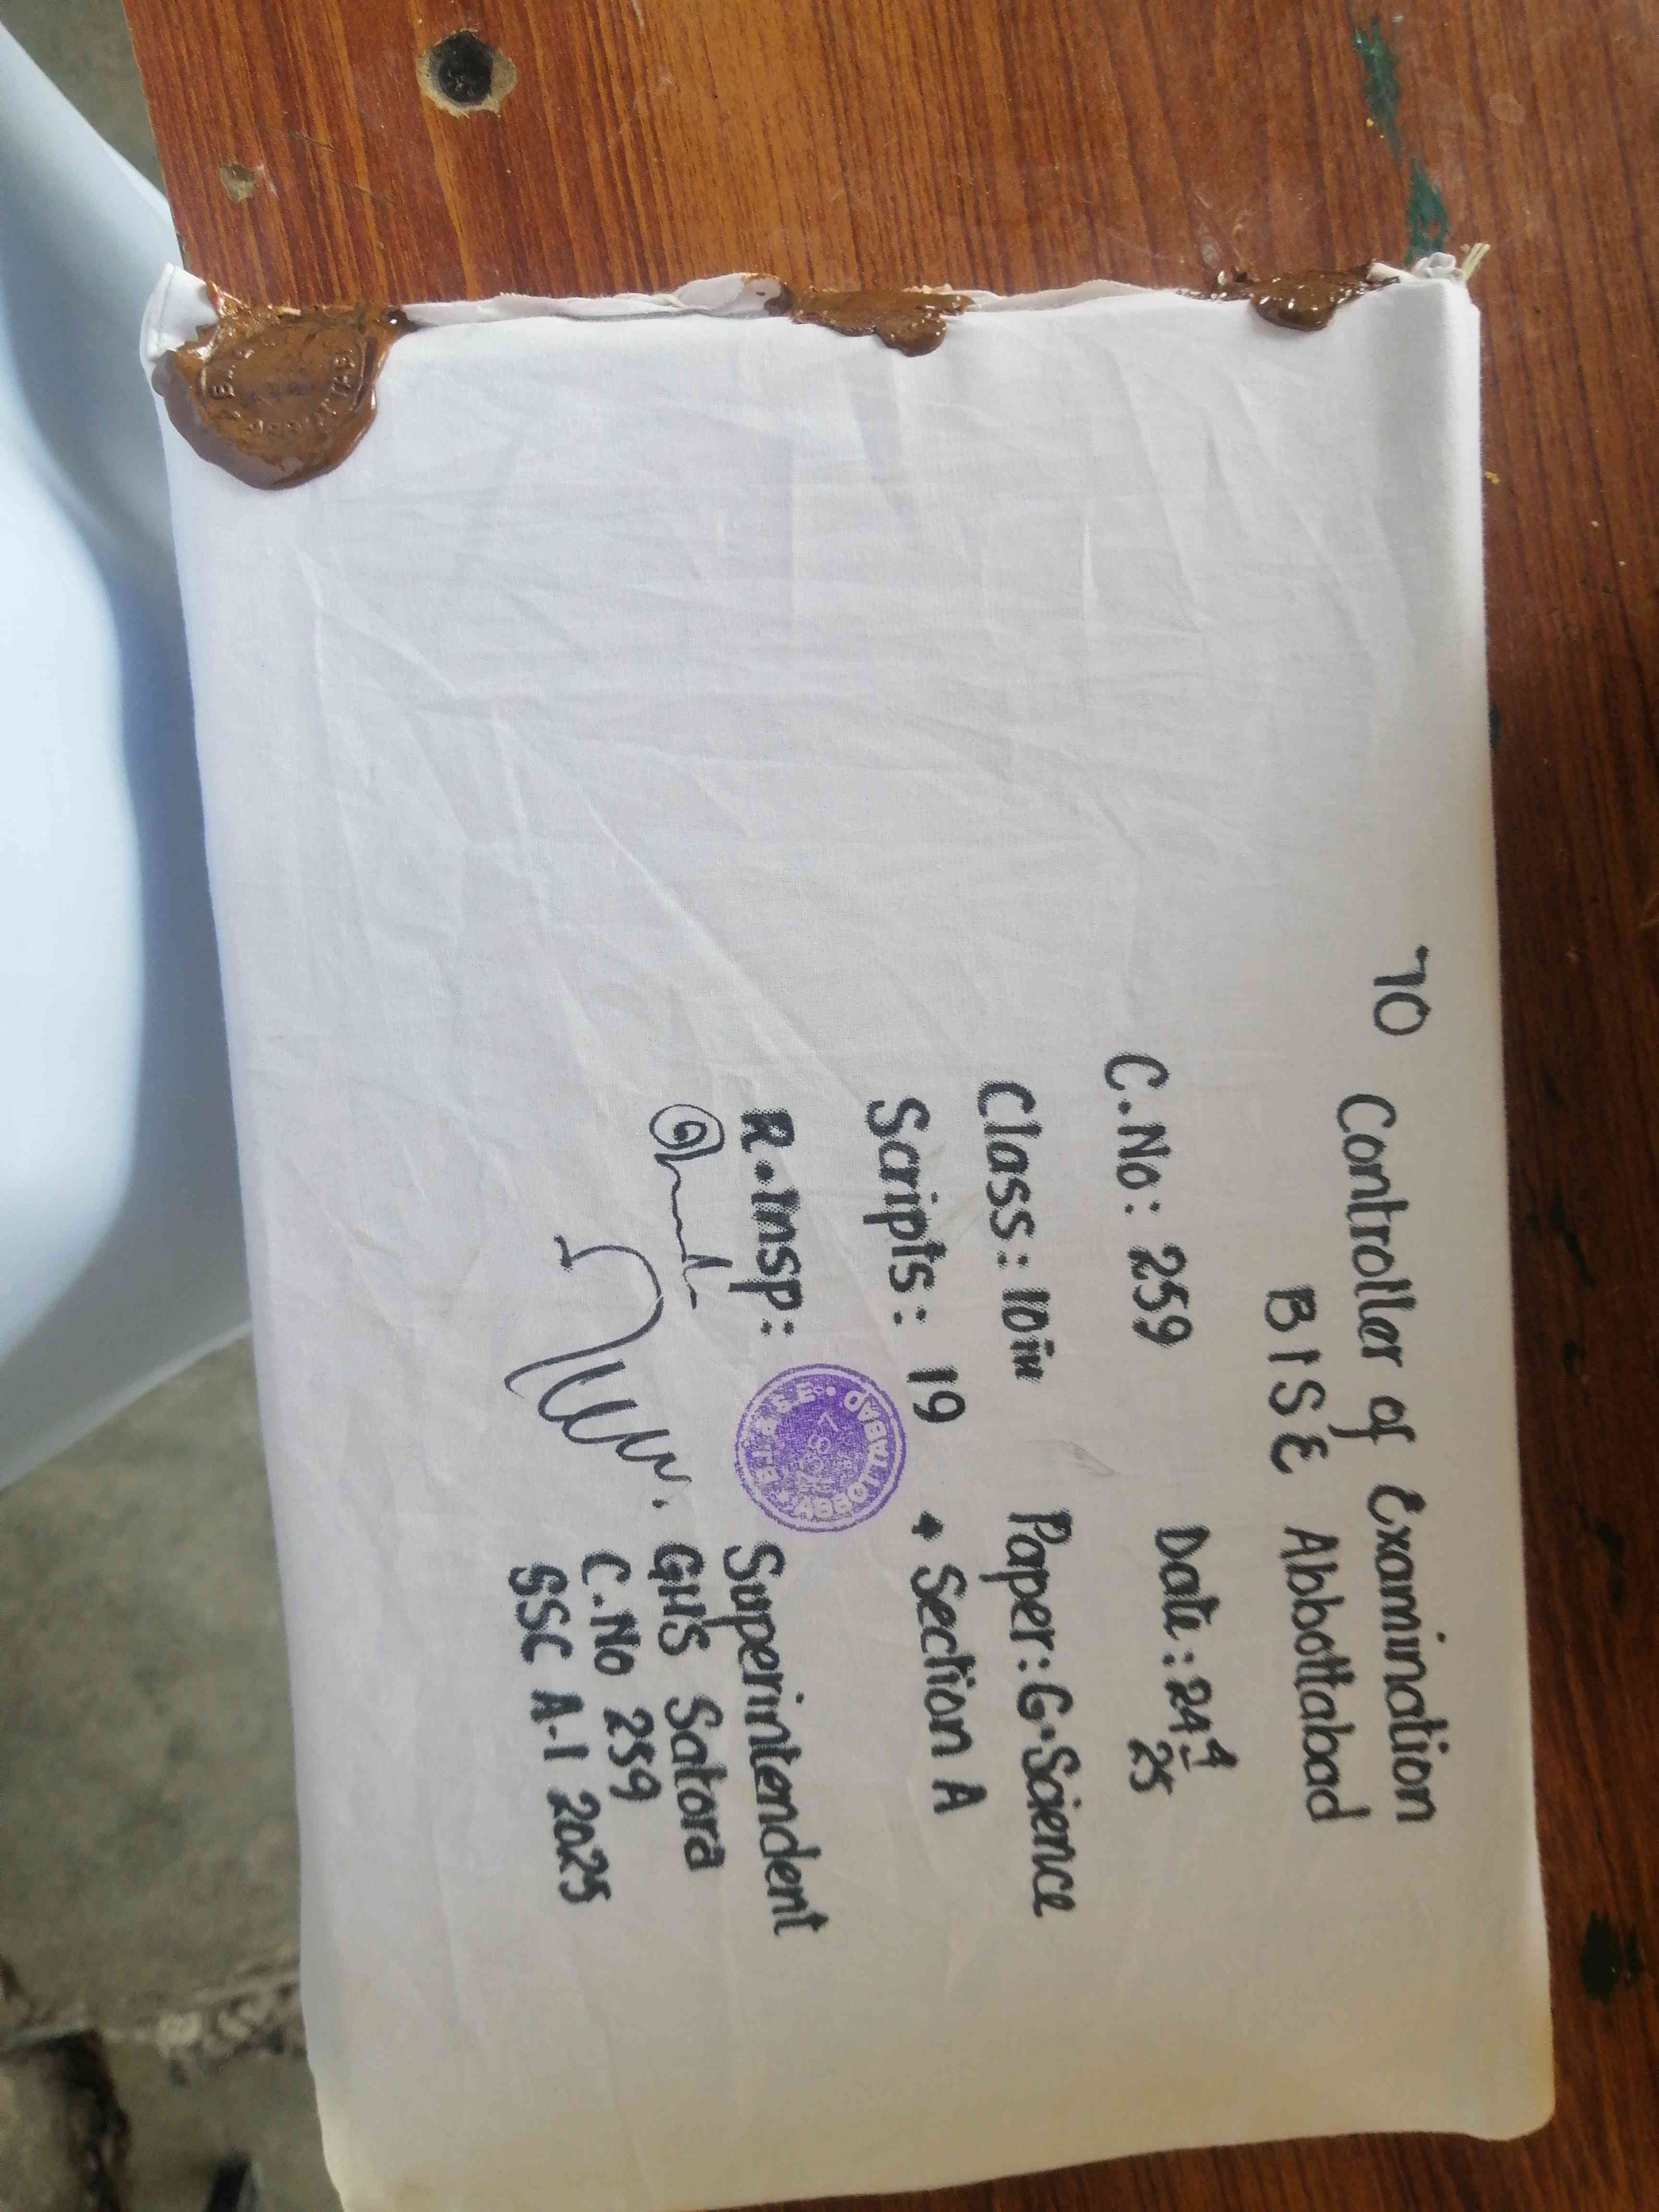 TO Controller of Examination
BISE Abbottabad
C.No: 259 Date: 24-4-25
Class: 10th Paper: G.Science
Scripts: 19 + Section A
R.Insp: Superintendent
GHS Satora
C.No 259
SSC A-I 2025
ABBOTTABAD